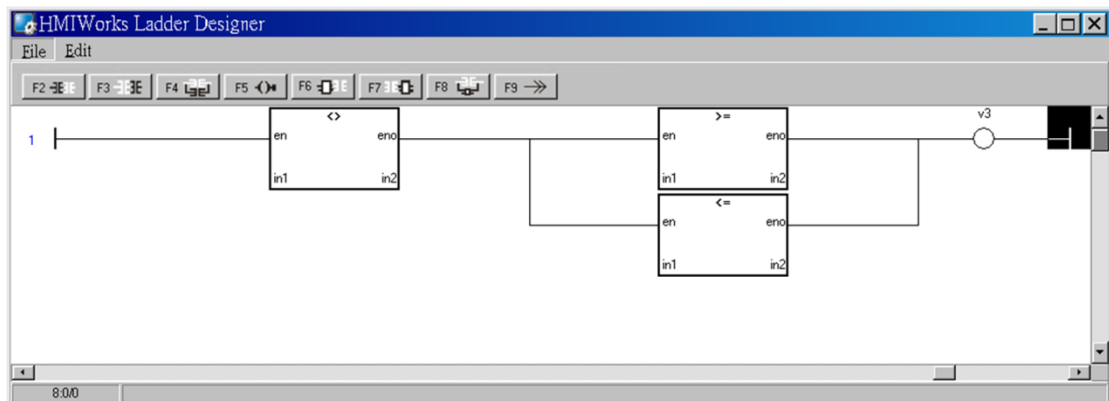 HMIWorks Ladder Designer
File Edit
F2 F3 F4 F5 F6 F7 F8 F9
<> >= v3
1 en eno en eno
in1 in2 in1 in2
<=
en eno
in1 in2
8:0/0